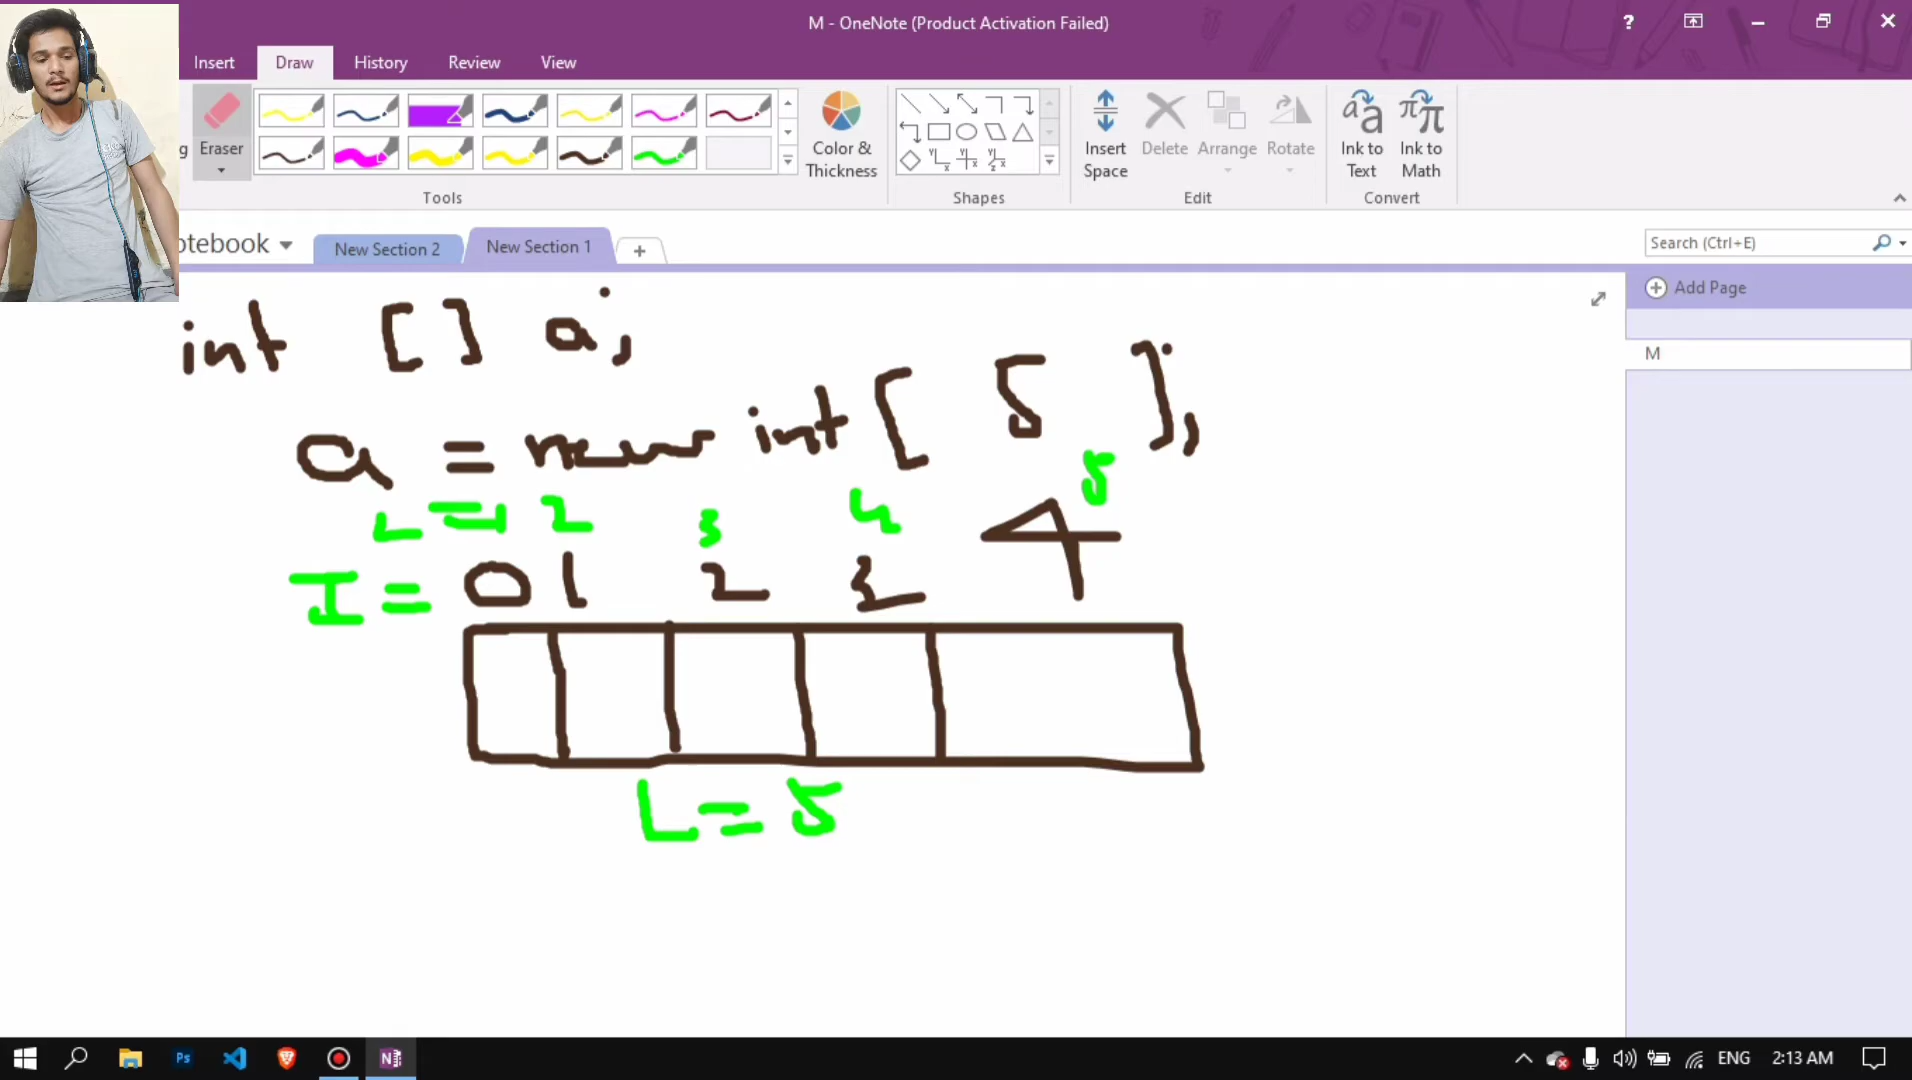 M - OneNote (Product Activation Failed)
?
Insert Draw History Review View
g Eraser
Color & Thickness
Insert Space
Delete Arrange Rotate
Ink to Text
Ink to Math
Tools Shapes Edit Convert
otebook New Section 2 New Section 1 +
Search (Ctrl+E)
Add Page
M
int [ ] a;
a = new int [ 5 ];
L = 1 2 3 4 5
I = 0 1 2 3 4
L = 5
Ps N ENG 2:13 AM